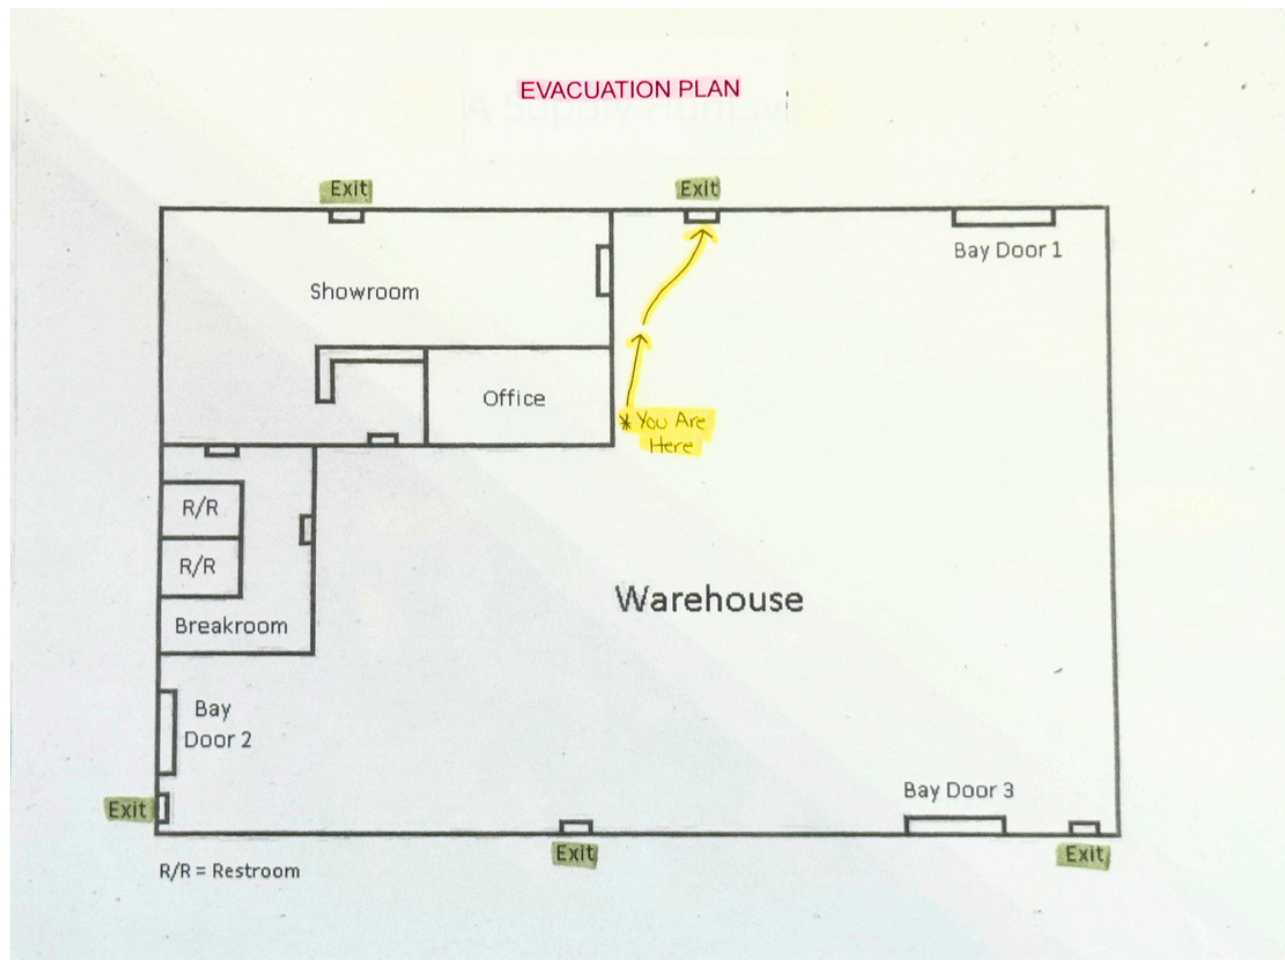 EVACUATION PLAN
Exit
Exit
Bay Door 1
Showroom
Office
* You Are
Here
R/R
R/R
Warehouse
Breakroom
Bay
Door 2
Bay Door 3
Exit
Exit
Exit
R/R = Restroom